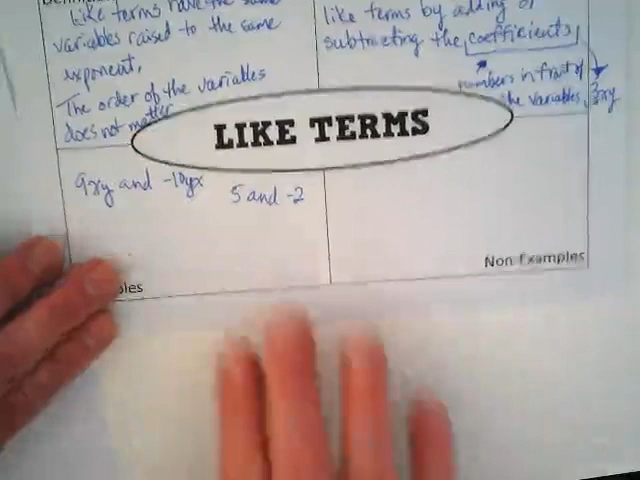 Like terms have the same
variables raised to the same
exponent.
The order of the variables
does not matter
like terms by adding or
subtracting the coefficients
numbers in front of
the variables, 3xy
LIKE TERMS
9xy and -10yx
5 and -2
Non Examples